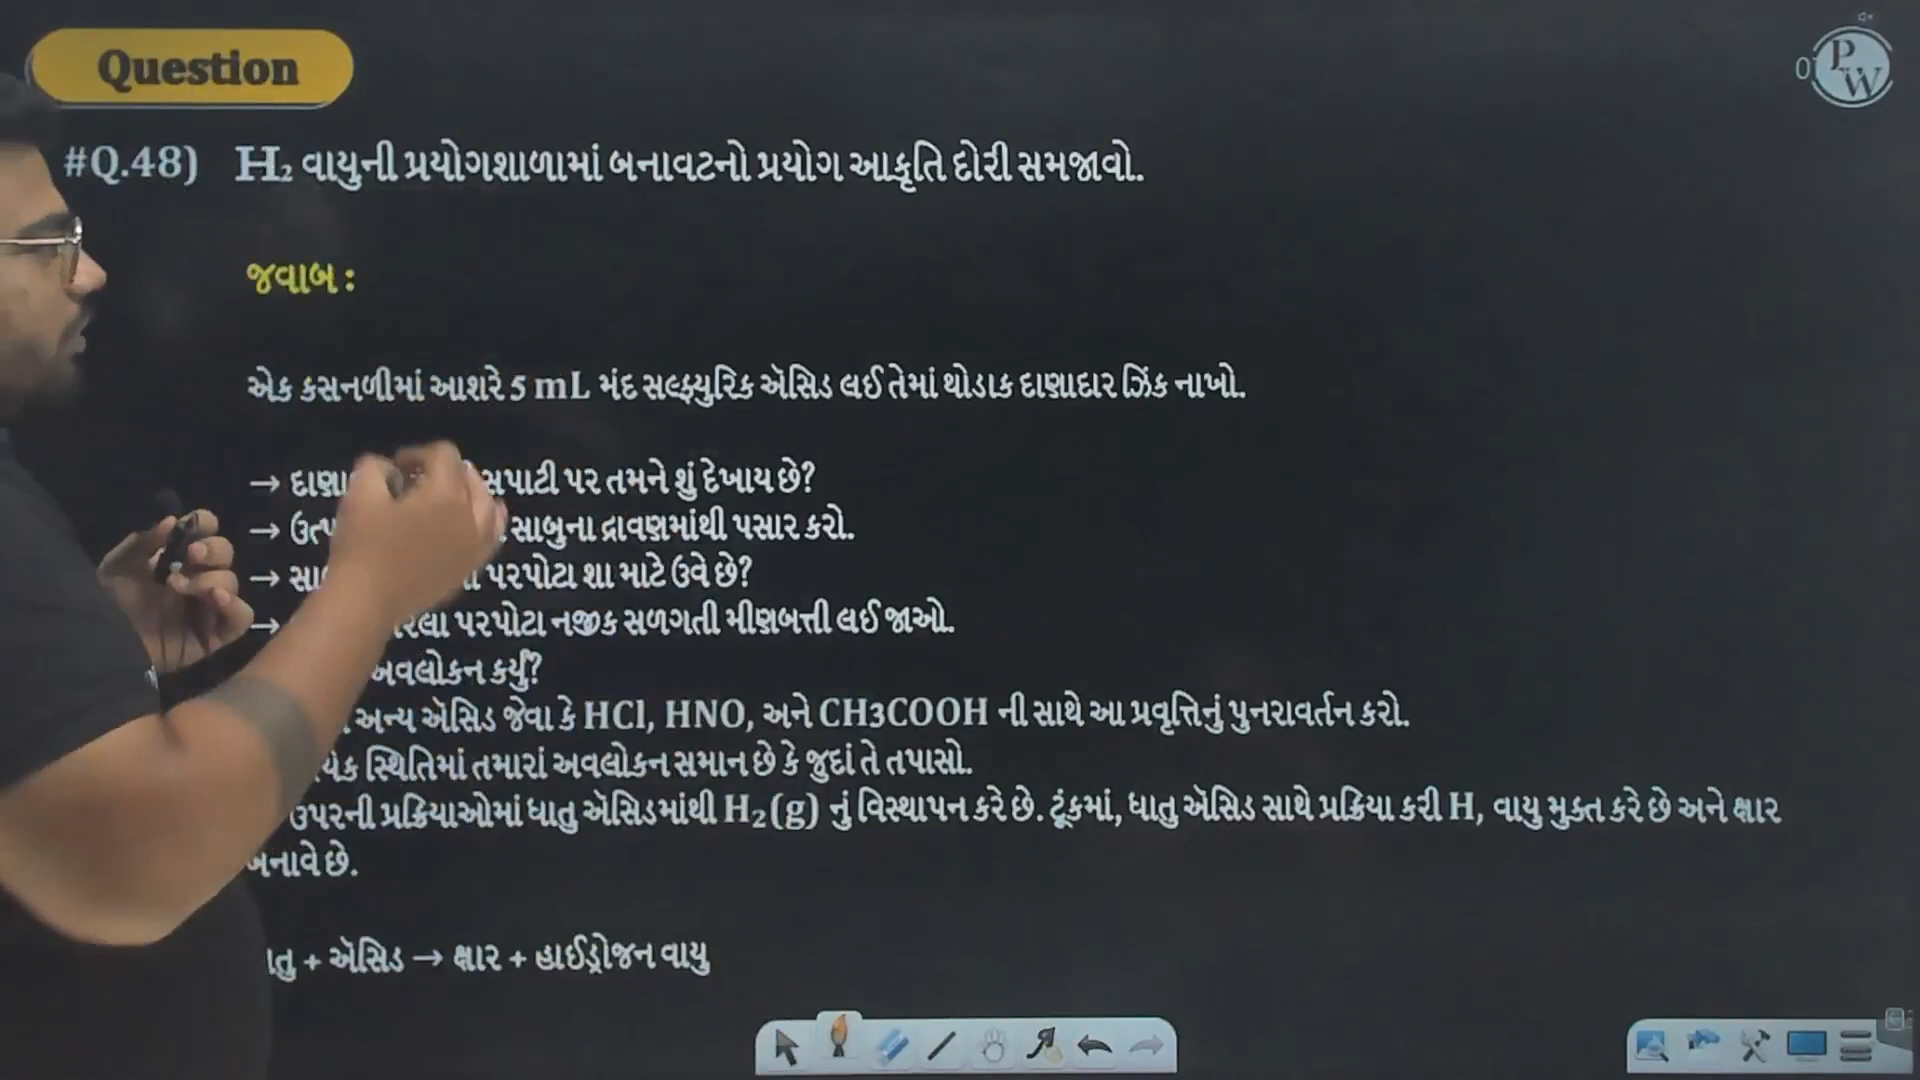 Question
PW
#Q.48) H₂ વાયુની પ્રયોગશાળામાં બનાવટનો પ્રયોગ આકૃતિ દોરી સમજાવો.
જવાબ :
એક કસનળીમાં આશરે 5 mL મંદ સલ્ફ્યુરિક ઍસિડ લઈ તેમાં થોડાક દાણાદાર ઝિંક નાખો.
→ સપાટી પર તમને શું દેખાય છે?
→ સાબુના દ્રાવણમાંથી પસાર કરો.
→ પરપોટા શા માટે ઉવે છે?
→ પરપોટા નજીક સળગતી મીણબત્તી લઈ જાઓ.
અવલોકન કર્યું?
અન્ય ઍસિડ જેવા કે HCl, HNO, અને CH3COOH ની સાથે આ પ્રવૃત્તિનું પુનરાવર્તન કરો.
સ્થિતિમાં તમારાં અવલોકન સમાન છે કે જુદાં તે તપાસો.
ઉપરની પ્રક્રિયાઓમાં ધાતુ ઍસિડમાંથી H₂(g) નું વિસ્થાપન કરે છે. ટૂંકમાં, ધાતુ ઍસિડ સાથે પ્રક્રિયા કરી H, વાયુ મુક્ત કરે છે અને ક્ષાર
બનાવે છે.
+ ઍસિડ → ક્ષાર + હાઈડ્રોજન વાયુ